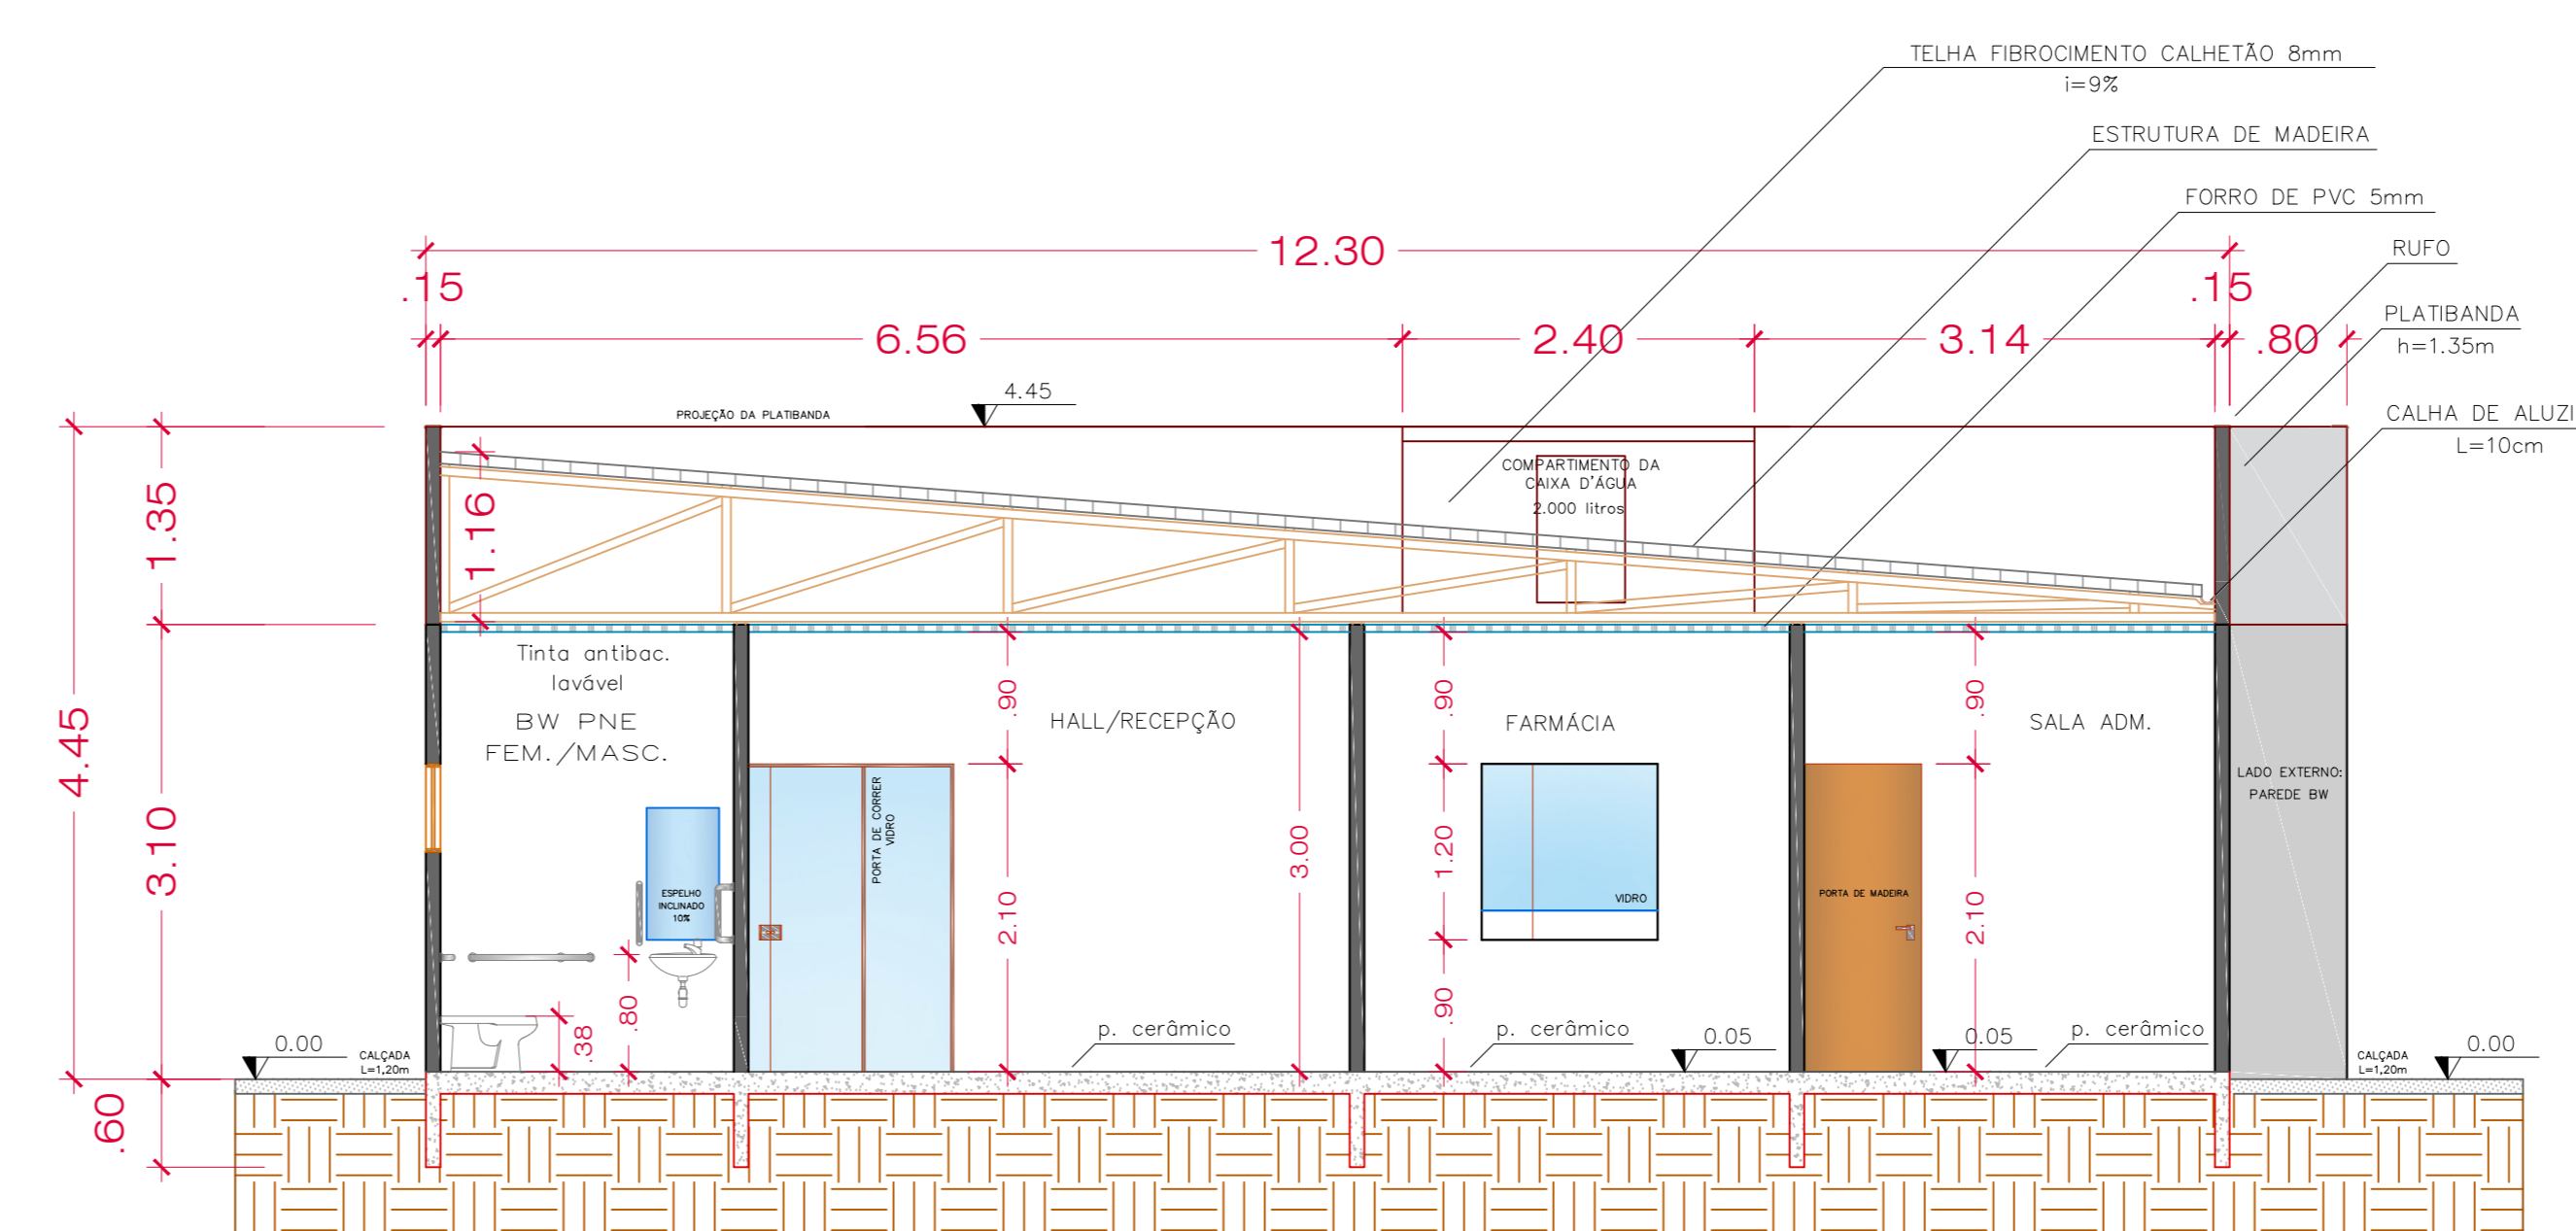 TELHA FIBROCIMENTO CALHETÃO 8mm
i=9%
ESTRUTURA DE MADEIRA
FORRO DE PVC 5mm
RUFO
12.30
.15
.15
PLATIBANDA
h=1.35m
6.56
2.40
3.14
.80
4.45
PROJEÇÃO DA PLATIBANDA
CALHA DE ALUZI
L=10cm
COMPARTIMENTO DA
CAIXA D'ÁGUA
2.000 litros
1.35
1.16
4.45
3.10
.60
Tinta antibac.
lavável
BW PNE
FEM./MASC.
HALL/RECEPÇÃO
FARMÁCIA
SALA ADM.
.90
.90
.90
LADO EXTERNO:
PAREDE BW
PORTA DE CORRER
VIDRO
3.00
1.20
2.10
2.10
ESPELHO
INCLINADO
10%
VIDRO
PORTA DE MADEIRA
.80
.38
.90
p. cerâmico
p. cerâmico
p. cerâmico
0.05
0.05
0.00
CALÇADA
L=1,20m
CALÇADA
L=1,20m
0.00